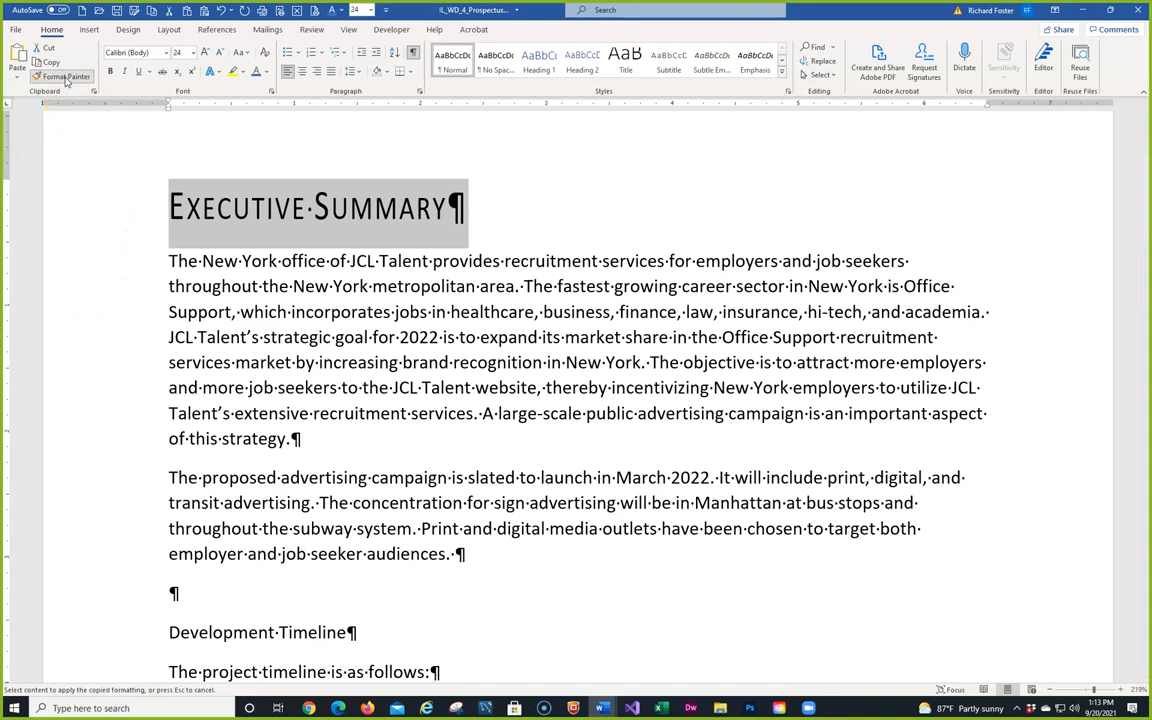 AutoSave Off
24
IL_WD_4_Prospectus...
Search
Richard Foster RF
File Home Insert Design Layout References Mailings Review View Developer Help Acrobat
Share Comments
Paste
Cut
Copy
Format Painter
Clipboard
Calibri (Body) 24
Font
Paragraph
AaBbCcDc
¶ Normal
AaBbCcDc
¶ No Spac...
AaBbC
Heading 1
AaBbCcI
Heading 2
AaB
Title
AaBbCcC
Subtitle
AaBbCcDc
Subtle Em...
AaBbCcDc
Emphasis
Styles
Find
Replace
Select
Editing
Create and Share
Adobe PDF
Request
Signatures
Adobe Acrobat
Dictate
Voice
Sensitivity
Sensitivity
Editor
Editor
Reuse
Files
Reuse Files
1 2 3 4 5 6 7
Executive·Summary¶
The·New·York·office·of·JCL·Talent·provides·recruitment·services·for·employers·and·job·seekers·
throughout·the·New·York·metropolitan·area.·The·fastest·growing·career·sector·in·New·York·is·Office·
Support,·which·incorporates·jobs·in·healthcare,·business,·finance,·law,·insurance,·hi-tech,·and·academia.·
JCL·Talent’s·strategic·goal·for·2022·is·to·expand·its·market·share·in·the·Office·Support·recruitment·
services·market·by·increasing·brand·recognition·in·New·York.·The·objective·is·to·attract·more·employers·
and·more·job·seekers·to·the·JCL·Talent·website,·thereby·incentivizing·New·York·employers·to·utilize·JCL·
Talent’s·extensive·recruitment·services.·A·large-scale·public·advertising·campaign·is·an·important·aspect·
of·this·strategy.¶
The·proposed·advertising·campaign·is·slated·to·launch·in·March·2022.·It·will·include·print,·digital,·and·
transit·advertising.·The·concentration·for·sign·advertising·will·be·in·Manhattan·at·bus·stops·and·
throughout·the·subway·system.·Print·and·digital·media·outlets·have·been·chosen·to·target·both·
employer·and·job·seeker·audiences.·¶
¶
Development·Timeline¶
The·project·timeline·is·as·follows:¶
Select content to apply the copied formatting, or press Esc to cancel.
Focus
219%
Type here to search
87°F Partly sunny
1:13 PM
9/20/2021